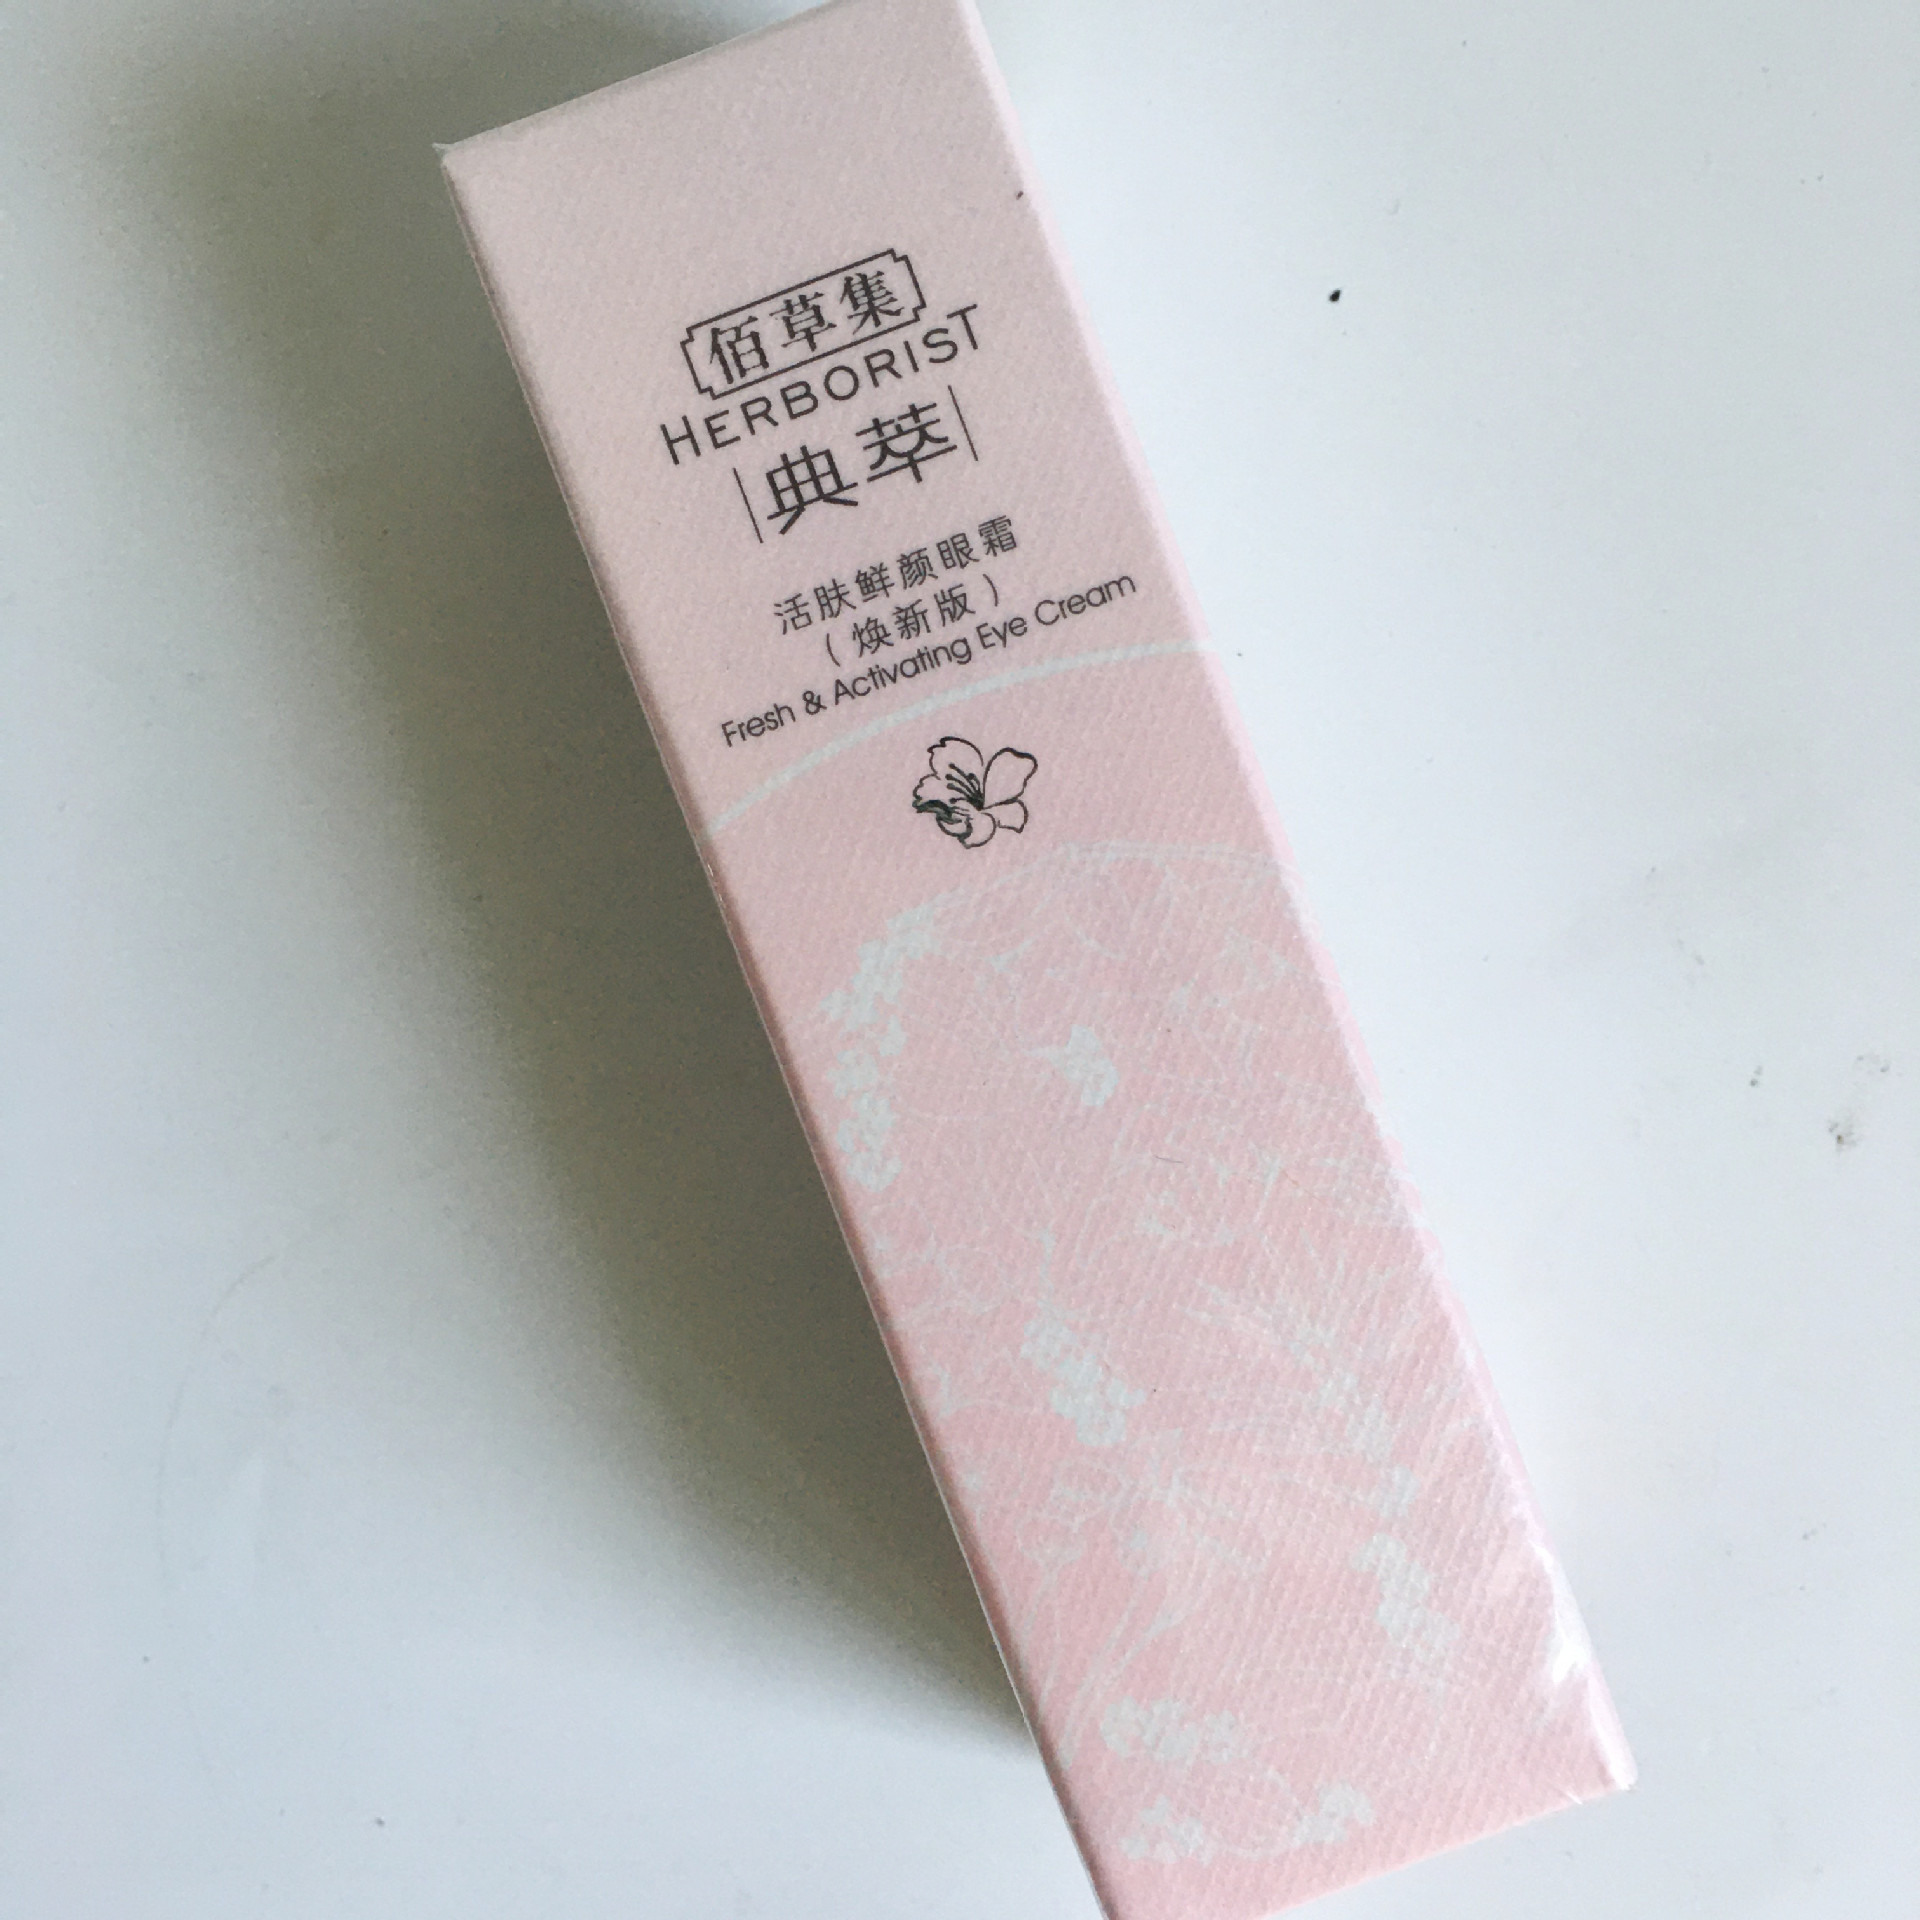 佰草集
HERBORIST
典萃
活肤鲜颜眼霜
（焕新版）
Fresh & Activating Eye Cream